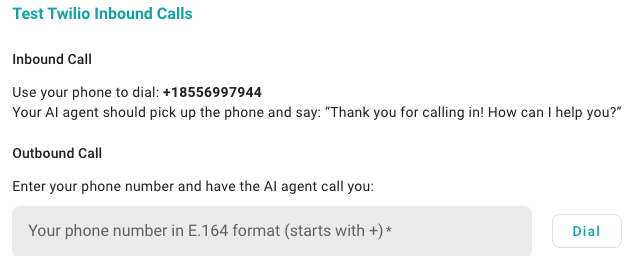 Test Twilio Inbound Calls
Inbound Call
Use your phone to dial: +18556997944
Your AI agent should pick up the phone and say: “Thank you for calling in! How can I help you?”
Outbound Call
Enter your phone number and have the AI agent call you:
Your phone number in E.164 format (starts with +)*
Dial